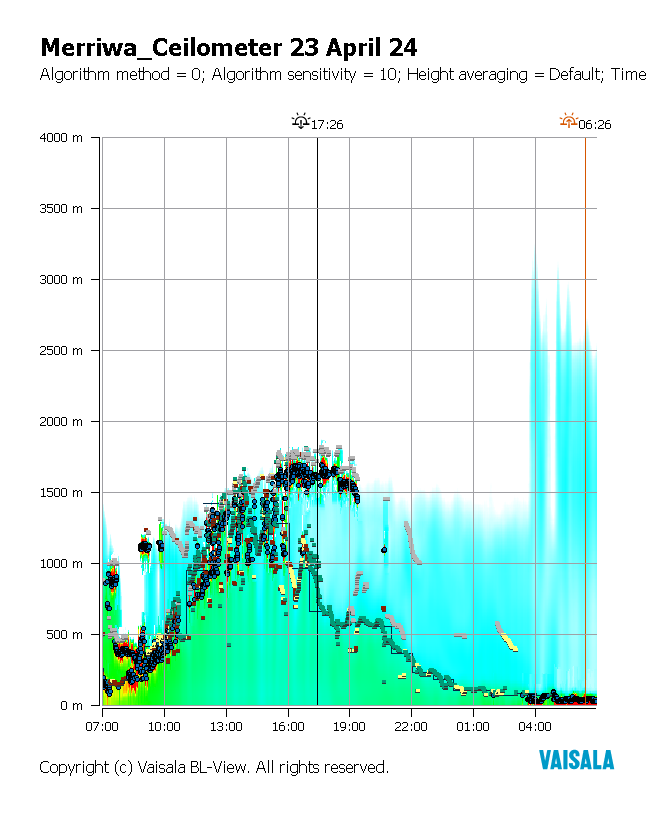 Merriwa_Ceilometer 23 April 24
Algorithm method = 0; Algorithm sensitivity = 10; Height averaging = Default; Time
17:26
06:26
4000 m
3500 m
3000 m
2500 m
2000 m
1500 m
1000 m
500 m
0 m
07:00 10:00 13:00 16:00 19:00 22:00 01:00 04:00
VAISALA
Copyright (c) Vaisala BL-View. All rights reserved.